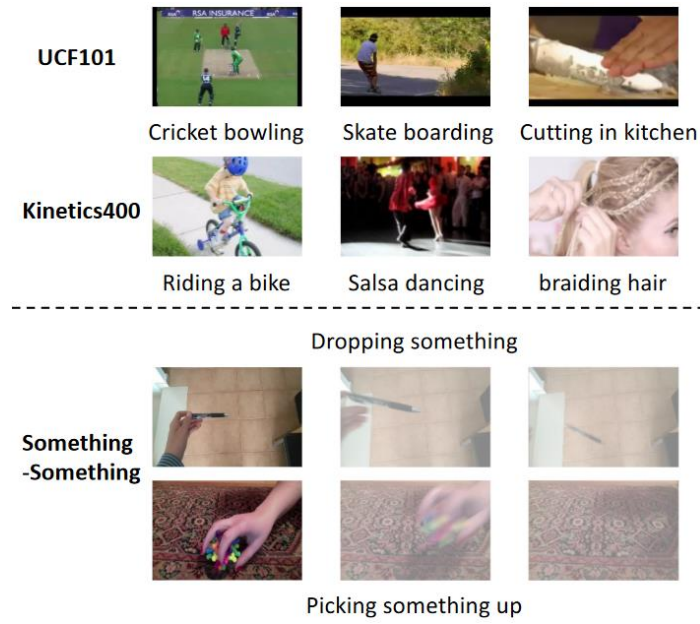 UCF101
RSA INSURANCE
Cricket bowling
Skate boarding
Cutting in kitchen
Kinetics400
Riding a bike
Salsa dancing
braiding hair
Dropping something
Something
-Something
Picking something up